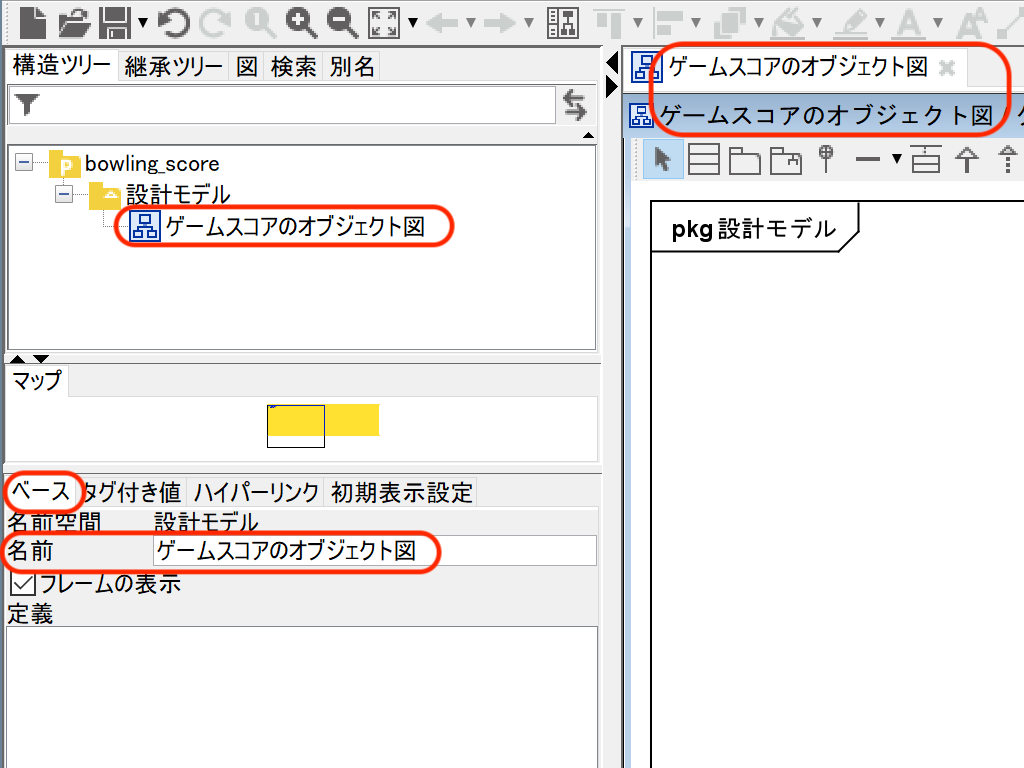 構造ツリー 継承ツリー 図 検索 別名
bowling_score
設計モデル
ゲームスコアのオブジェクト図
マップ
ベース タグ付き値 ハイパーリンク 初期表示設定
名前空間 設計モデル
名前 ゲームスコアのオブジェクト図
フレームの表示
定義
ゲームスコアのオブジェクト図
ゲームスコアのオブジェクト図
pkg 設計モデル